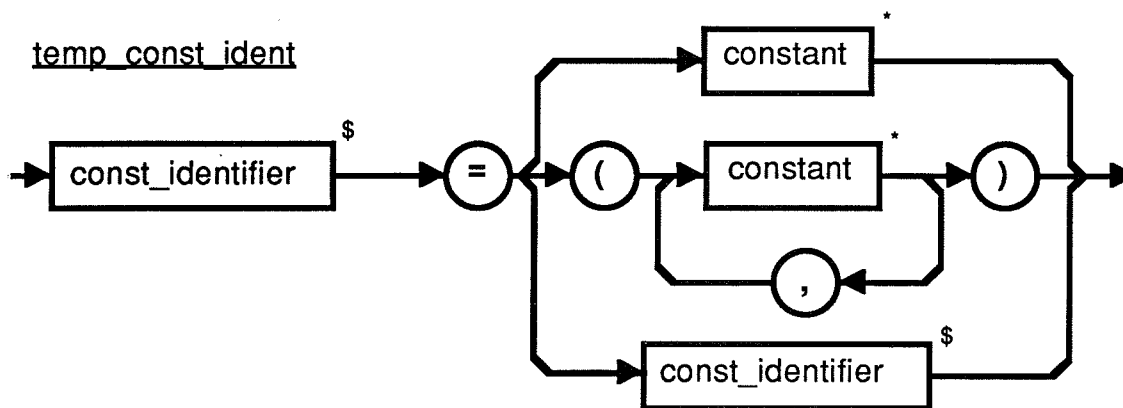 temp_const_ident
constant *
const_identifier $ = ( constant * )
,
const_identifier $